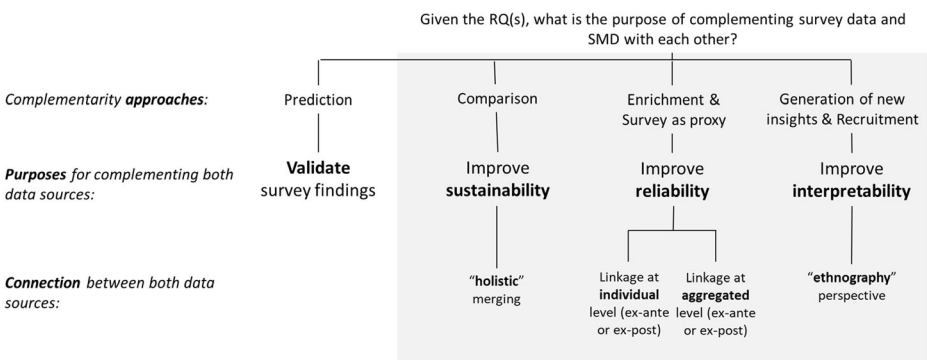 Given the RQ(s), what is the purpose of complementing survey data and
SMD with each other?
Complementarity approaches:
Prediction
Comparison
Enrichment &
Survey as proxy
Generation of new
insights & Recruitment
Purposes for complementing both
data sources:
Validate
survey findings
Improve
sustainability
Improve
reliability
Improve
interpretability
Connection between both data
sources:
“holistic”
merging
Linkage at
individual
level (ex-ante
or ex-post)
Linkage at
aggregated
level (ex-ante
or ex-post)
“ethnography”
perspective